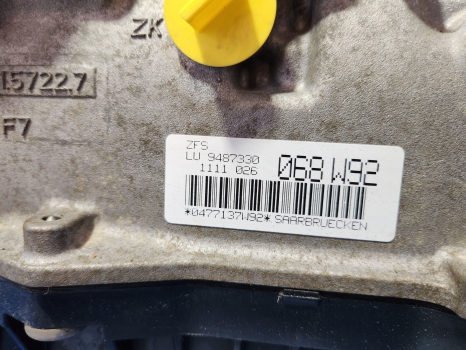 ZK
15722.7
F7
ZFS
LU 9487330
1111 026
068 W92
*0477137W92* SAARBRUECKEN